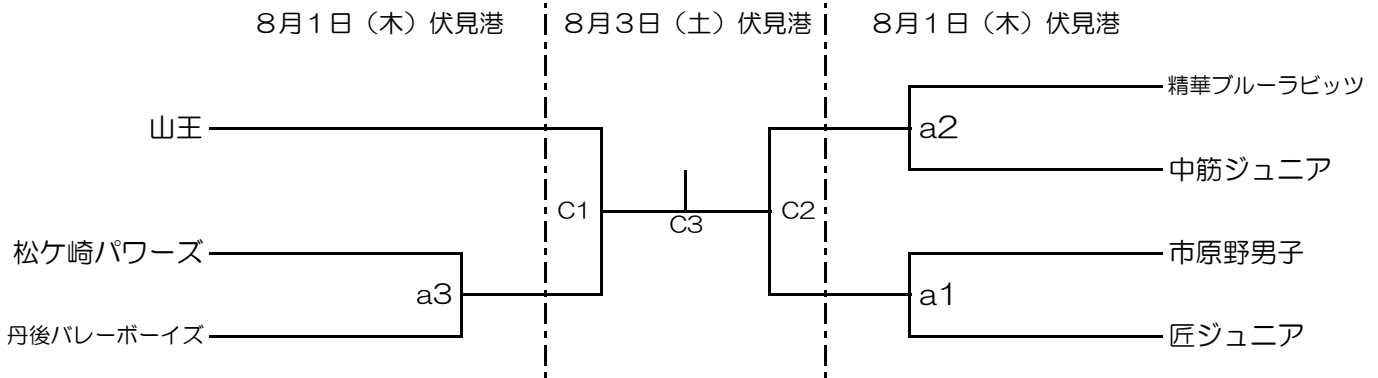 ８月１日（木）伏見港
８月３日（土）伏見港
８月１日（木）伏見港
山王
松ケ崎パワーズ
丹後バレーボーイズ
a3
C1
C3
C2
a2
a1
精華ブルーラビッツ
中筋ジュニア
市原野男子
匠ジュニア